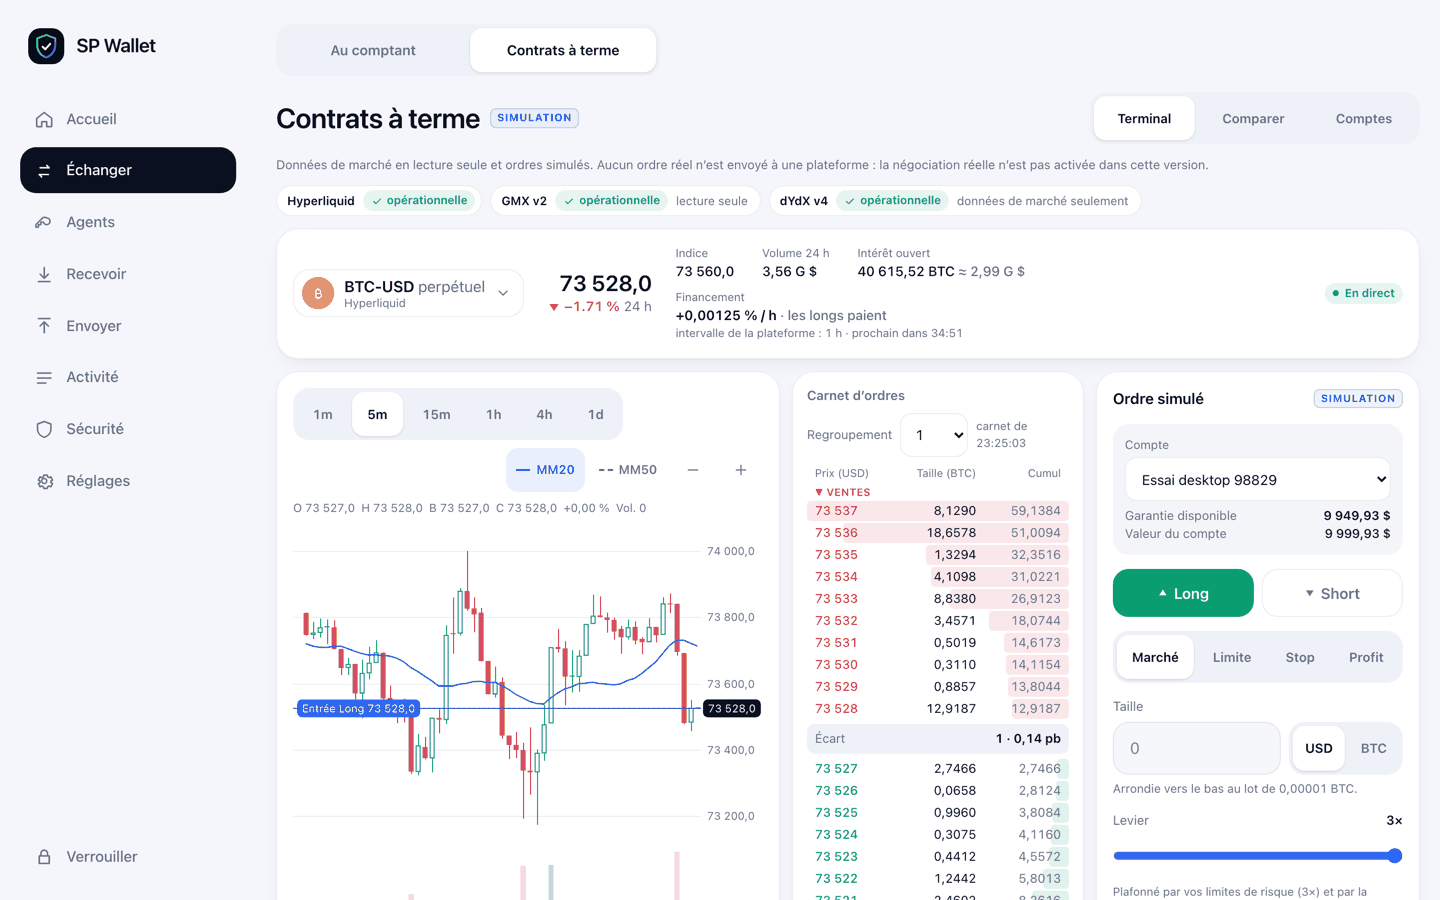 SP Wallet
Accueil
Échanger
Agents
Recevoir
Envoyer
Activité
Sécurité
Réglages
Verrouiller
Au comptant
Contrats à terme
Contrats à terme SIMULATION
Terminal Comparer Comptes
Données de marché en lecture seule et ordres simulés. Aucun ordre réel n’est envoyé à une plateforme : la négociation réelle n’est pas activée dans cette version.
Hyperliquid opérationnelle
GMX v2 opérationnelle lecture seule
dYdX v4 opérationnelle données de marché seulement
BTC-USD perpétuel
Hyperliquid
73 528,0
▼ −1.71 % 24 h
Indice
73 560,0
Volume 24 h
3,56 G $
Intérêt ouvert
40 615,52 BTC ≈ 2,99 G $
Financement
+0,00125 % / h · les longs paient
intervalle de la plateforme : 1 h · prochain dans 34:51
En direct
1m 5m 15m 1h 4h 1d
MM20 MM50 − +
O 73 527,0 H 73 528,0 B 73 527,0 C 73 528,0 +0,00 % Vol. 0
74 000,0
73 800,0
73 600,0
Entrée Long 73 528,0
73 528,0
73 400,0
73 200,0
Carnet d’ordres
Regroupement 1
carnet de
23:25:03
Prix (USD) Taille (BTC) Cumul
▼ VENTES
73 537 8,1290 59,1384
73 536 18,6578 51,0094
73 535 1,3294 32,3516
73 534 4,1098 31,0221
73 533 8,8380 26,9123
73 532 3,4571 18,0744
73 531 0,5019 14,6173
73 530 0,3110 14,1154
73 529 0,8857 13,8044
73 528 12,9187 12,9187
Écart 1 · 0,14 pb
73 527 2,7466 2,7466
73 526 0,0658 2,8124
73 525 0,9960 3,8084
73 524 0,3075 4,1160
73 523 0,4412 4,5572
73 522 1,2442 5,8013
73 521 2,4602 8,2616
Ordre simulé SIMULATION
Compte
Essai desktop 98829
Garantie disponible 9 949,93 $
Valeur du compte 9 999,93 $
▲ Long
▼ Short
Marché Limite Stop Profit
Taille
0
USD BTC
Arrondie vers le bas au lot de 0,00001 BTC.
Levier 3×
Plafonné par vos limites de risque (3×) et par la